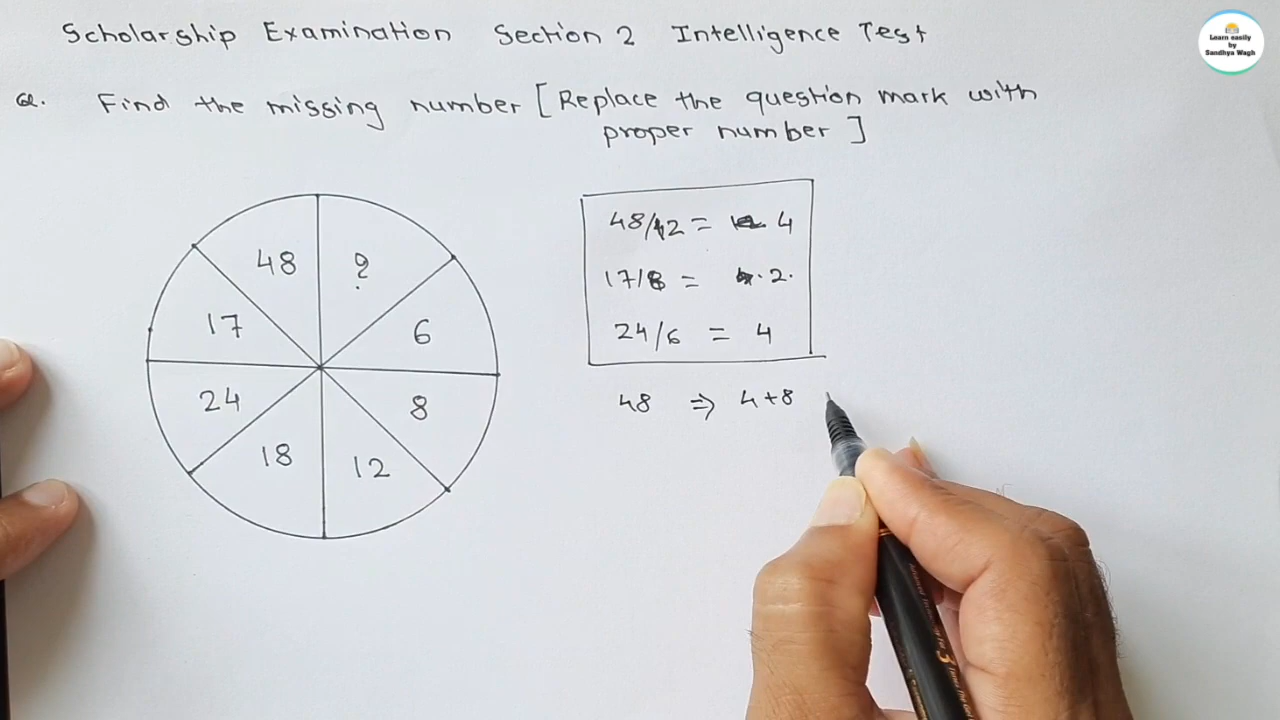 Scholarship Examination Section 2 Intelligence Test
Learn easily
by
Sandhya Wagh
Q. Find the missing number [Replace the question mark with
proper number]
48 ?
17 6
24 8
18 12
48/12 = 4
17/8 = 2.
24/6 = 4
48 ⇒ 4+8